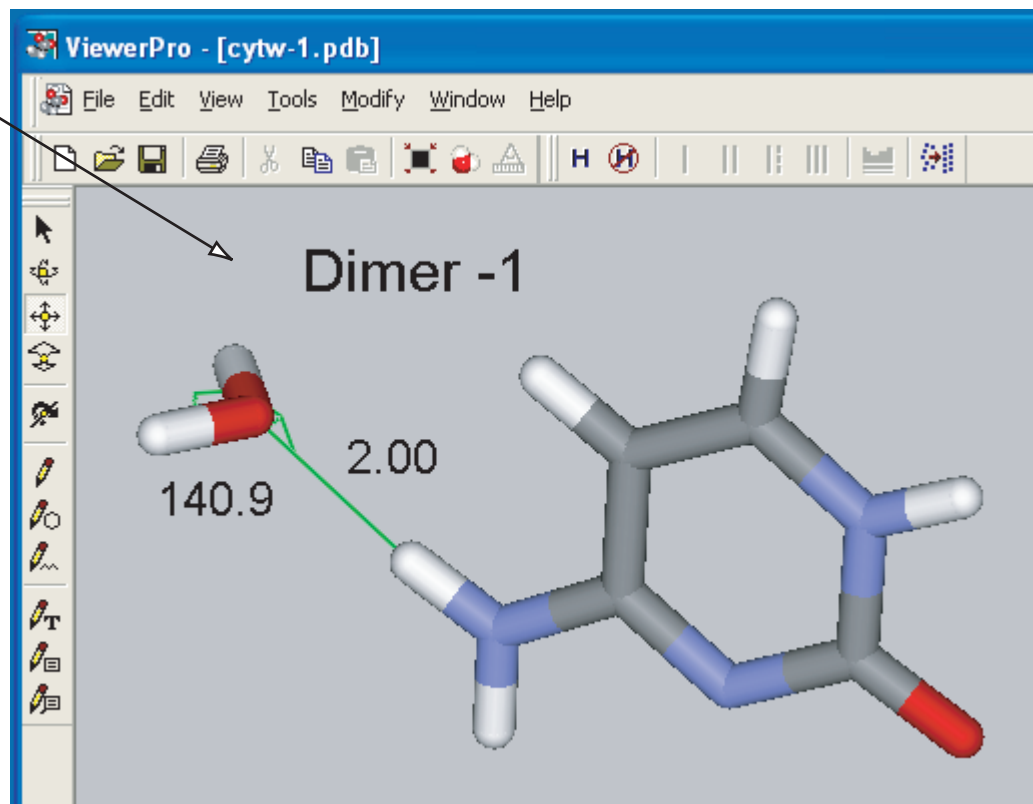 ViewerPro - [cytw-1.pdb]
File Edit View Tools Modify Window Help
H H
Dimer -1
2.00
140.9
T